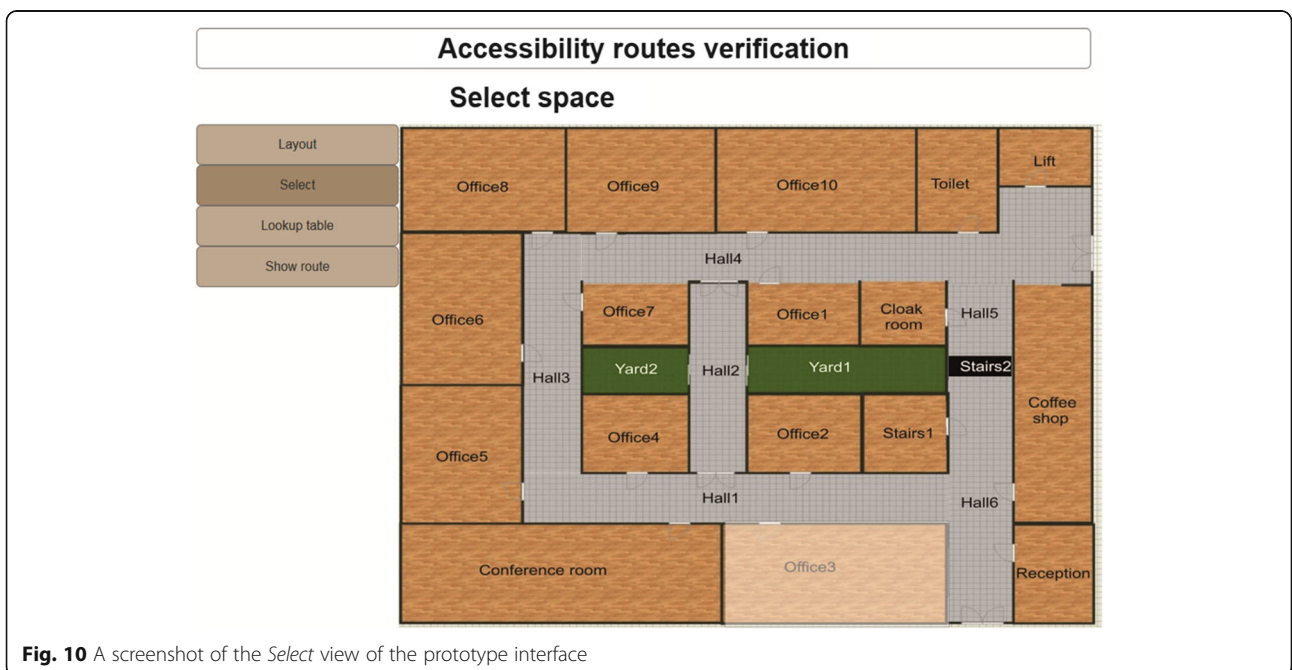 Accessibility routes verification
Select space
Layout
Select
Lookup table
Show route
Office8
Office9
Office10
Toilet
Lift
Hall4
Office6
Office7
Office1
Cloak
room
Hall5
Hall3
Yard2
Hall2
Yard1
Stairs2
Coffee
shop
Office5
Office4
Office2
Stairs1
Hall1
Hall6
Conference room
Office3
Reception
Fig. 10 A screenshot of the Select view of the prototype interface